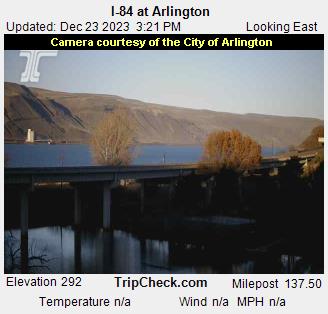 I-84 at Arlington
Updated: Dec 23 2023 3:21 PM Looking East
Camera courtesy of the City of Arlington
Elevation 292 TripCheck.com Milepost 137.50
Temperature n/a Wind n/a MPH n/a